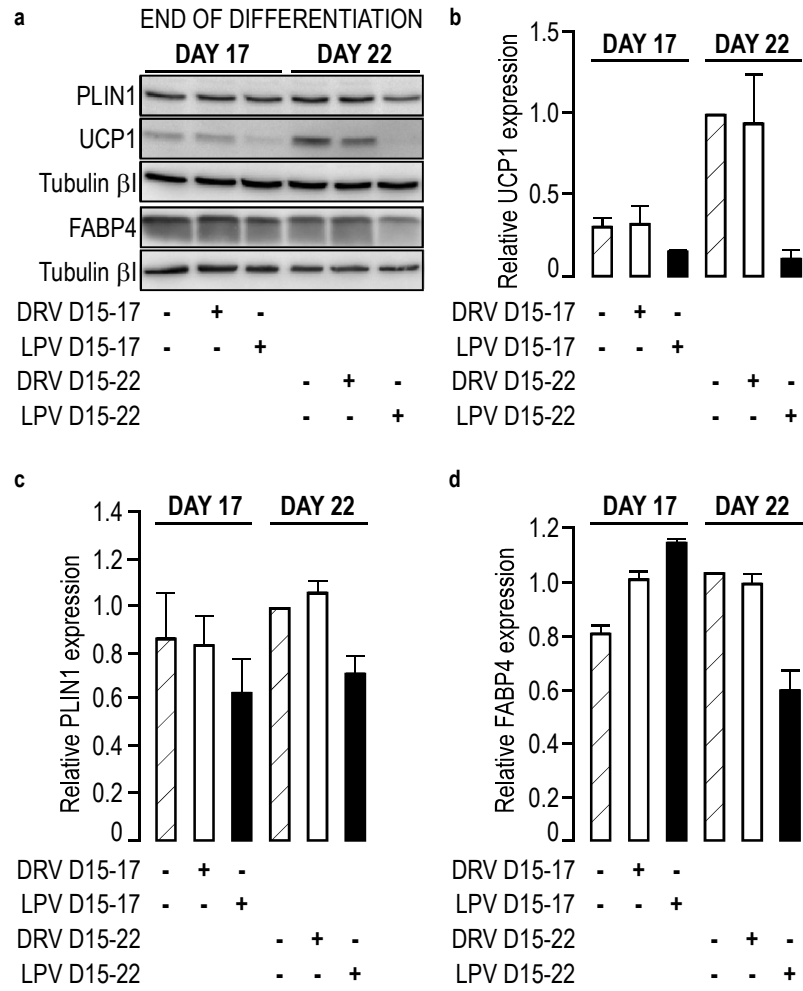 a
END OF DIFFERENTIATION
DAY 17 DAY 22
PLIN1
UCP1
Tubulin βI
FABP4
Tubulin βI
DRV D15-17 - + -
LPV D15-17 - - +
DRV D15-22 - + -
LPV D15-22 - - +
b
DAY 17 DAY 22
Relative UCP1 expression
1.5
1.0
0.5
0
DRV D15-17 - + -
LPV D15-17 - - +
DRV D15-22 - + -
LPV D15-22 - - +
c
DAY 17 DAY 22
Relative PLIN1 expression
1.4
1.2
1.0
0.8
0.6
0.4
0.2
0
DRV D15-17 - + -
LPV D15-17 - - +
DRV D15-22 - + -
LPV D15-22 - - +
d
DAY 17 DAY 22
Relative FABP4 expression
1.2
1.0
0.8
0.6
0.4
0.2
0
DRV D15-17 - + -
LPV D15-17 - - +
DRV D15-22 - + -
LPV D15-22 - - +